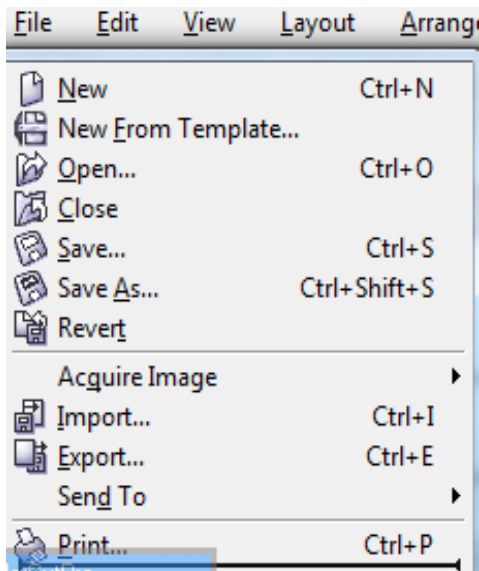 File Edit View Layout Arrang
New Ctrl+N
New From Template...
Open... Ctrl+O
Close
Save... Ctrl+S
Save As... Ctrl+Shift+S
Revert
Acquire Image
Import... Ctrl+I
Export... Ctrl+E
Send To
Print... Ctrl+P